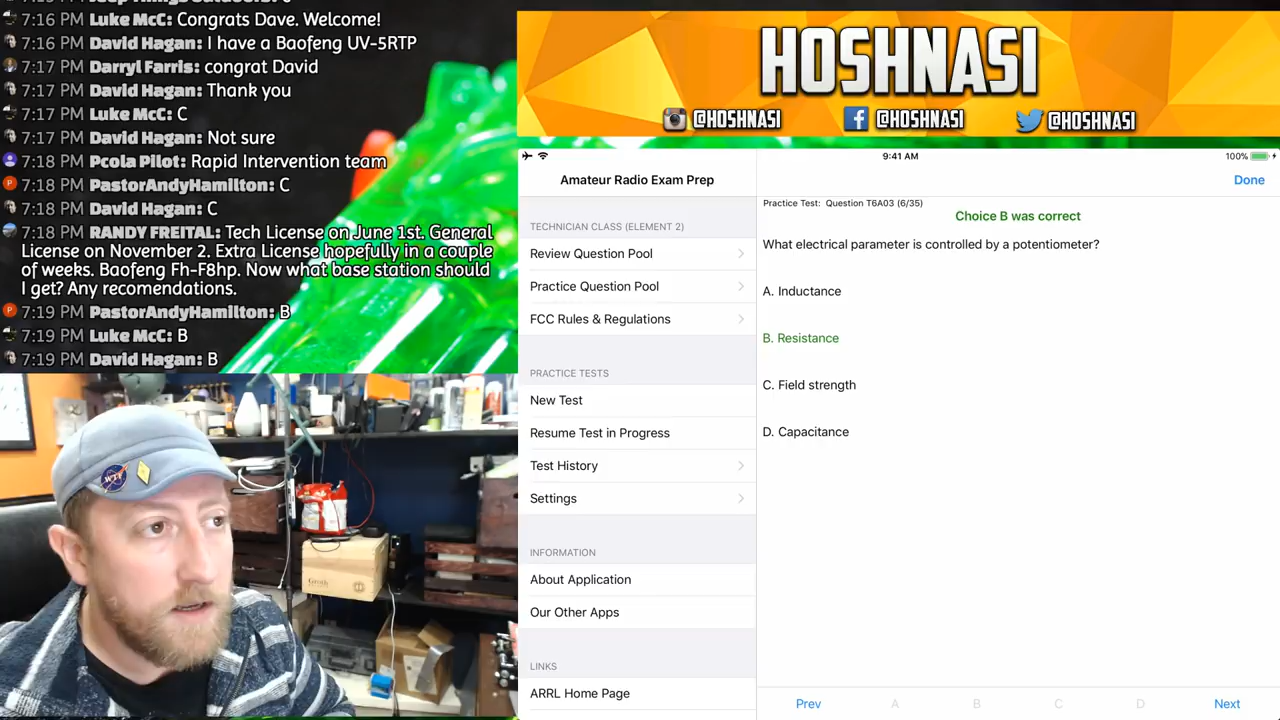 7:16 PM Luke McC: Congrats Dave. Welcome!
7:16 PM David Hagan: I have a Baofeng UV-5RTP
7:17 PM Darryl Farris: congrat David
7:17 PM David Hagan: Thank you
7:17 PM Luke McC: C
7:17 PM David Hagan: Not sure
7:18 PM Pcola Pilot: Rapid Intervention team
7:18 PM PastorAndyHamilton: C
7:18 PM David Hagan: C
7:18 PM RANDY FREITAL: Tech License on June 1st. General
License on November 2. Extra License hopefully in a couple
of weeks. Baofeng Fh-F8hp. Now what base station should
I get? Any recomendations.
7:19 PM PastorAndyHamilton: B
7:19 PM Luke McC: B
7:19 PM David Hagan: B
WTF
HOSHNASI
@HOSHNASI
@HOSHNASI
@HOSHNASI
9:41 AM
100%
Amateur Radio Exam Prep
Done
TECHNICIAN CLASS (ELEMENT 2)
Review Question Pool
Practice Question Pool
FCC Rules & Regulations
PRACTICE TESTS
New Test
Resume Test in Progress
Test History
Settings
INFORMATION
About Application
Our Other Apps
LINKS
ARRL Home Page
Practice Test: Question T6A03 (6/35)
Choice B was correct
What electrical parameter is controlled by a potentiometer?
A. Inductance
B. Resistance
C. Field strength
D. Capacitance
Prev
A
B
C
D
Next